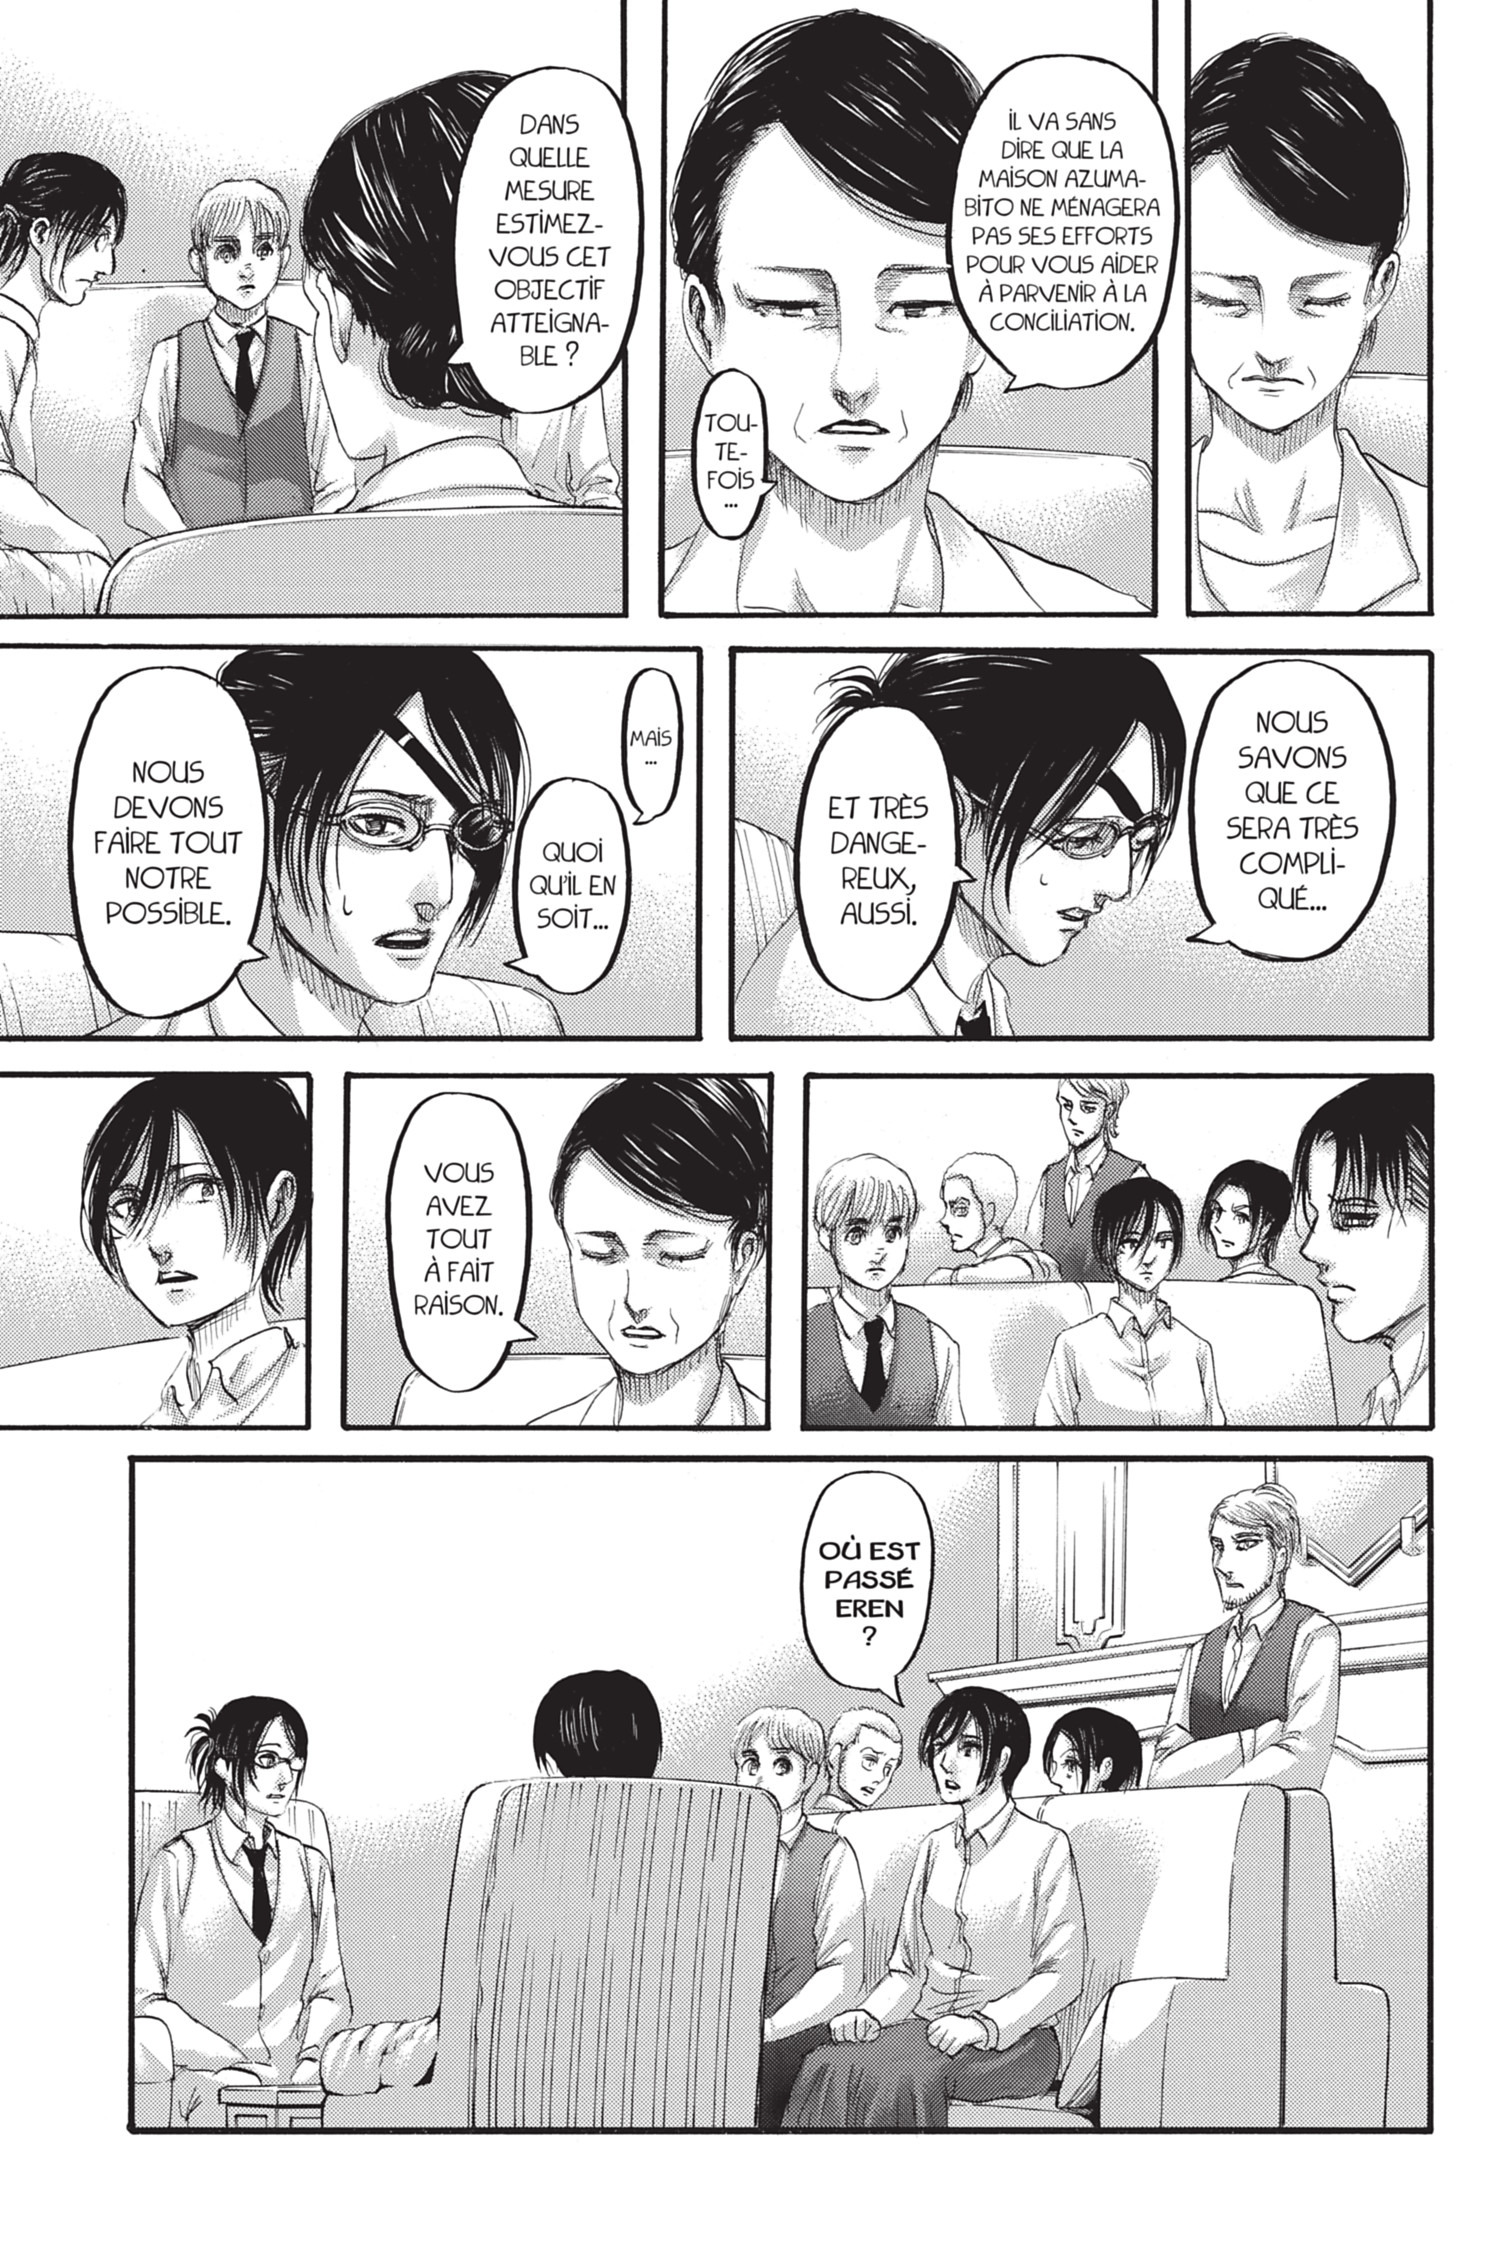 IL VA SANS
DIRE QUE LA
MAISON AZUMA-
BITO NE MÉNAGERA
PAS SES EFFORTS
POUR VOUS AIDER
À PARVENIR À LA
CONCILIATION.
TOU-
TE-
FOIS
...
DANS
QUELLE
MESURE
ESTIMEZ-
VOUS CET
OBJECTIF
ATTEIGNA-
BLE ?
NOUS
SAVONS
QUE CE
SERA TRÈS
COMPLI-
QUÉ...
ET TRÈS
DANGE-
REUX,
AUSSI.
MAIS
...
QUOI
QU'IL EN
SOIT...
NOUS
DEVONS
FAIRE TOUT
NOTRE
POSSIBLE.
VOUS
AVEZ
TOUT
À FAIT
RAISON.
OÙ EST
PASSÉ
EREN
?